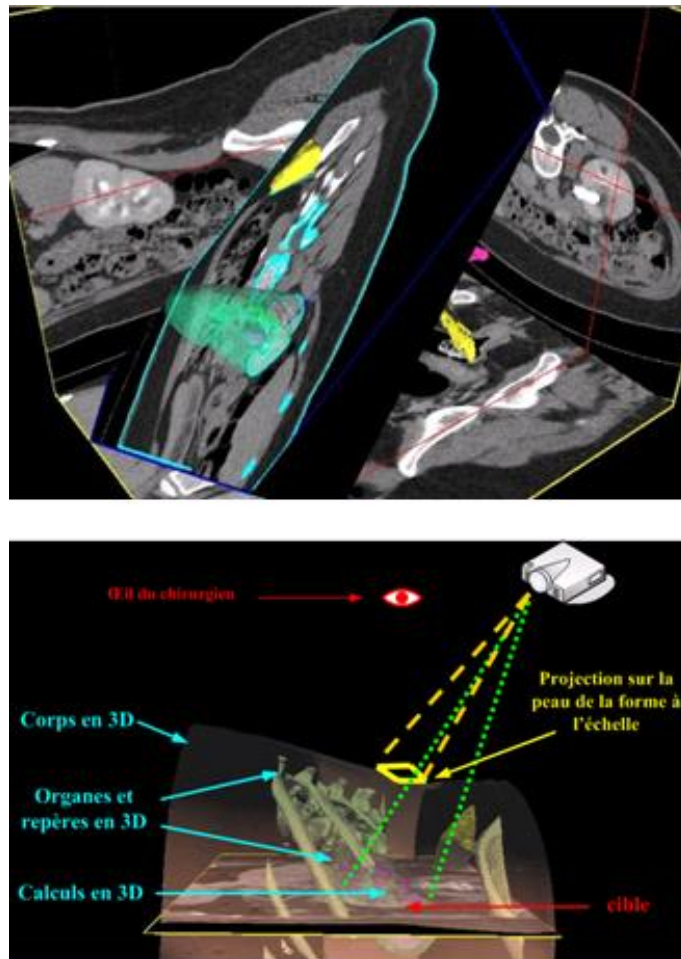 Œil du chirurgien
Projection sur la
peau de la forme à
l'échelle
Corps en 3D
Organes et
repères en 3D
Calculs en 3D
cible